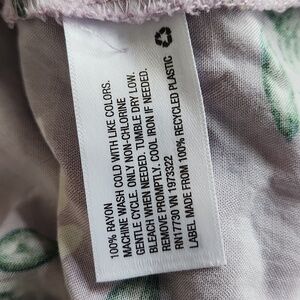 100% RAYON
MACHINE WASH COLD WITH LIKE COLORS.
GENTLE CYCLE. ONLY NON-CHLORINE
BLEACH WHEN NEEDED. TUMBLE DRY LOW.
REMOVE PROMPTLY. COOL IRON IF NEEDED.
RN17730 VN 1973322
LABEL MADE FROM 100% RECYCLED PLASTIC